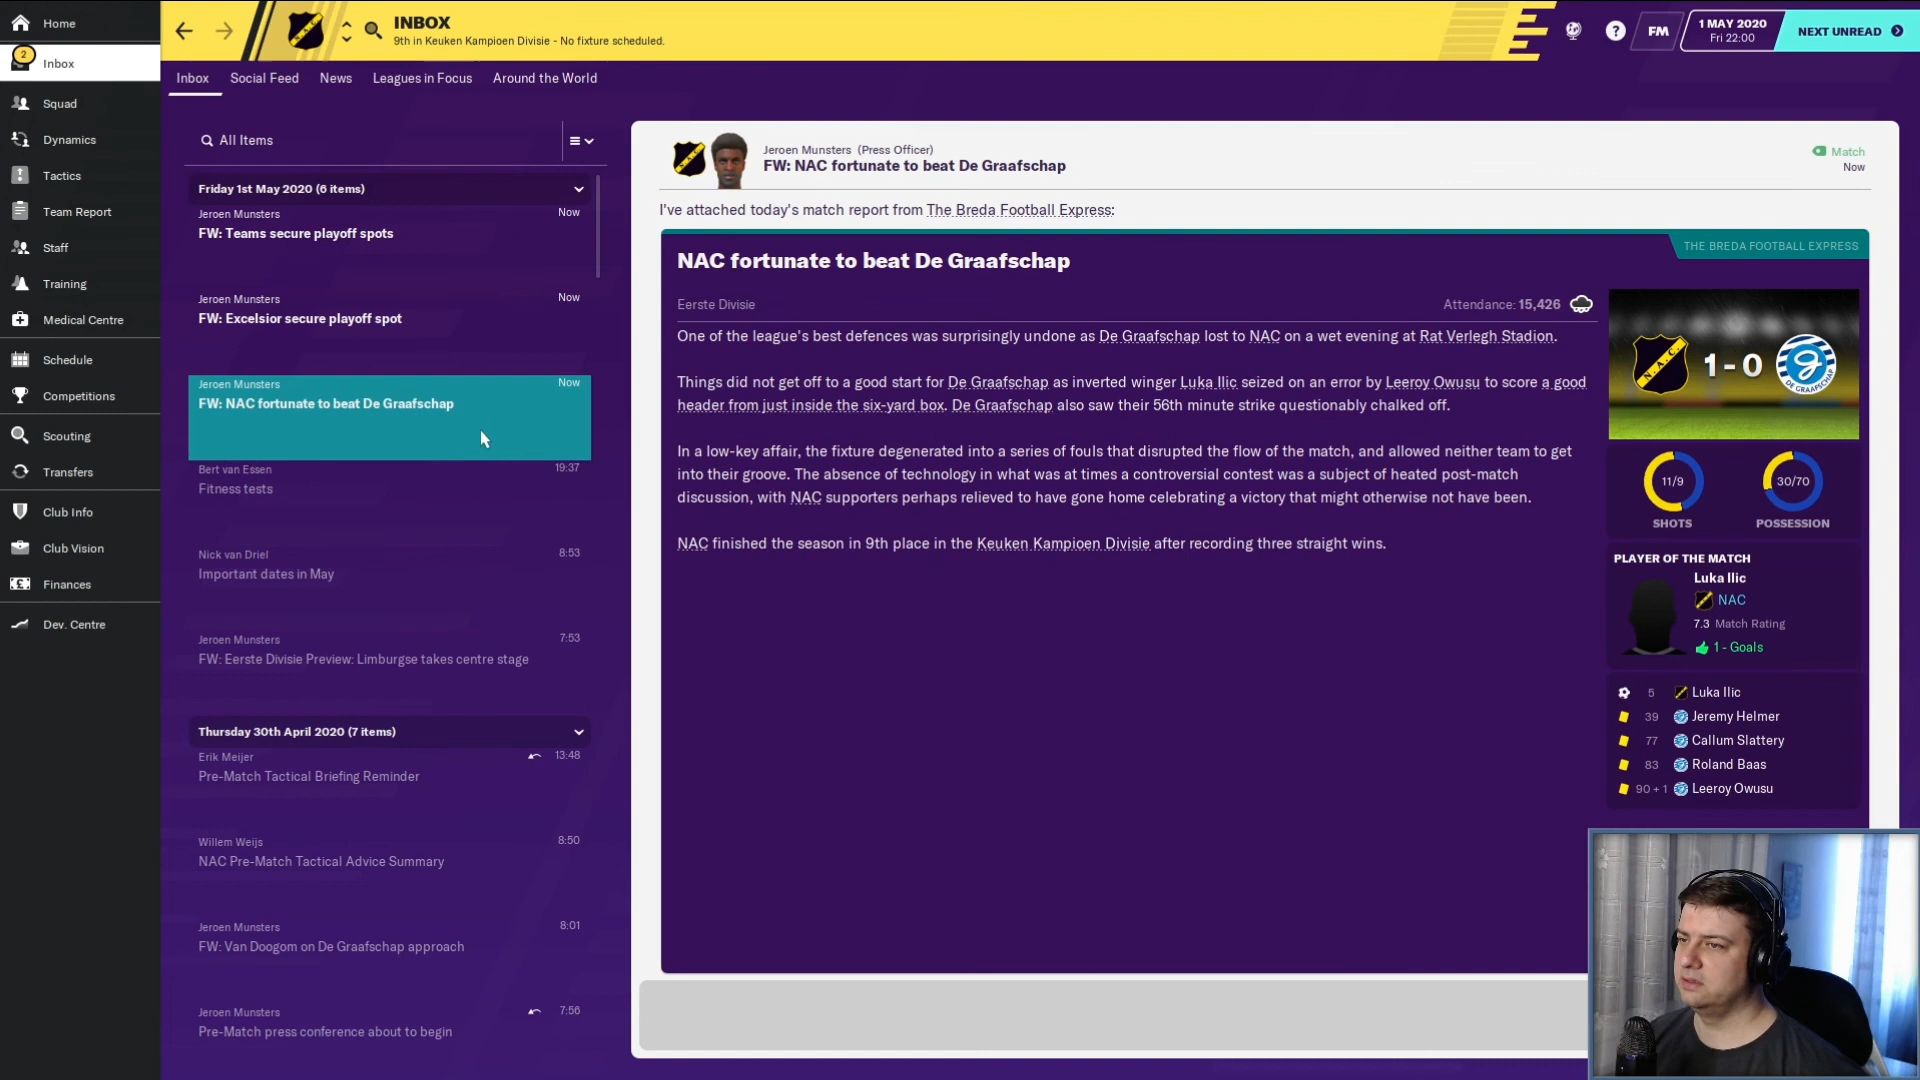 Home
2
Inbox
Squad
Dynamics
Tactics
Team Report
Staff
Training
Medical Centre
Schedule
Competitions
Scouting
Transfers
Club Info
Club Vision
Finances
Dev. Centre
INBOX
9th in Keuken Kampioen Divisie - No fixture scheduled.
? FM
1 MAY 2020
Fri 22:00
NEXT UNREAD
Inbox Social Feed News Leagues in Focus Around the World
All Items
Friday 1st May 2020 (6 items)
Jeroen Munsters Now
FW: Teams secure playoff spots
Jeroen Munsters Now
FW: Excelsior secure playoff spot
Jeroen Munsters Now
FW: NAC fortunate to beat De Graafschap
Bert van Essen 19:37
Fitness tests
Nick van Driel 8:53
Important dates in May
Jeroen Munsters 7:53
FW: Eerste Divisie Preview: Limburgse takes centre stage
Thursday 30th April 2020 (7 items)
Erik Meijer 13:48
Pre-Match Tactical Briefing Reminder
Willem Weijs 8:50
NAC Pre-Match Tactical Advice Summary
Jeroen Munsters 8:01
FW: Van Doogom on De Graafschap approach
Jeroen Munsters 7:56
Pre-Match press conference about to begin
Jeroen Munsters (Press Officer)
FW: NAC fortunate to beat De Graafschap
Match
Now
I've attached today's match report from The Breda Football Express:
THE BREDA FOOTBALL EXPRESS
NAC fortunate to beat De Graafschap
Eerste Divisie Attendance: 15,426
One of the league's best defences was surprisingly undone as De Graafschap lost to NAC on a wet evening at Rat Verlegh Stadion.
Things did not get off to a good start for De Graafschap as inverted winger Luka Ilic seized on an error by Leeroy Owusu to score a good
header from just inside the six-yard box. De Graafschap also saw their 56th minute strike questionably chalked off.
In a low-key affair, the fixture degenerated into a series of fouls that disrupted the flow of the match, and allowed neither team to get
into their groove. The absence of technology in what was at times a controversial contest was a subject of heated post-match
discussion, with NAC supporters perhaps relieved to have gone home celebrating a victory that might otherwise not have been.
NAC finished the season in 9th place in the Keuken Kampioen Divisie after recording three straight wins.
N.A.C. 1 - 0 DE GRAAFSCHAP
11/9 30/70
SHOTS POSSESSION
PLAYER OF THE MATCH
Luka Ilic
NAC
7.3 Match Rating
1 - Goals
5 Luka Ilic
39 Jeremy Helmer
77 Callum Slattery
83 Roland Baas
90 + 1 Leeroy Owusu